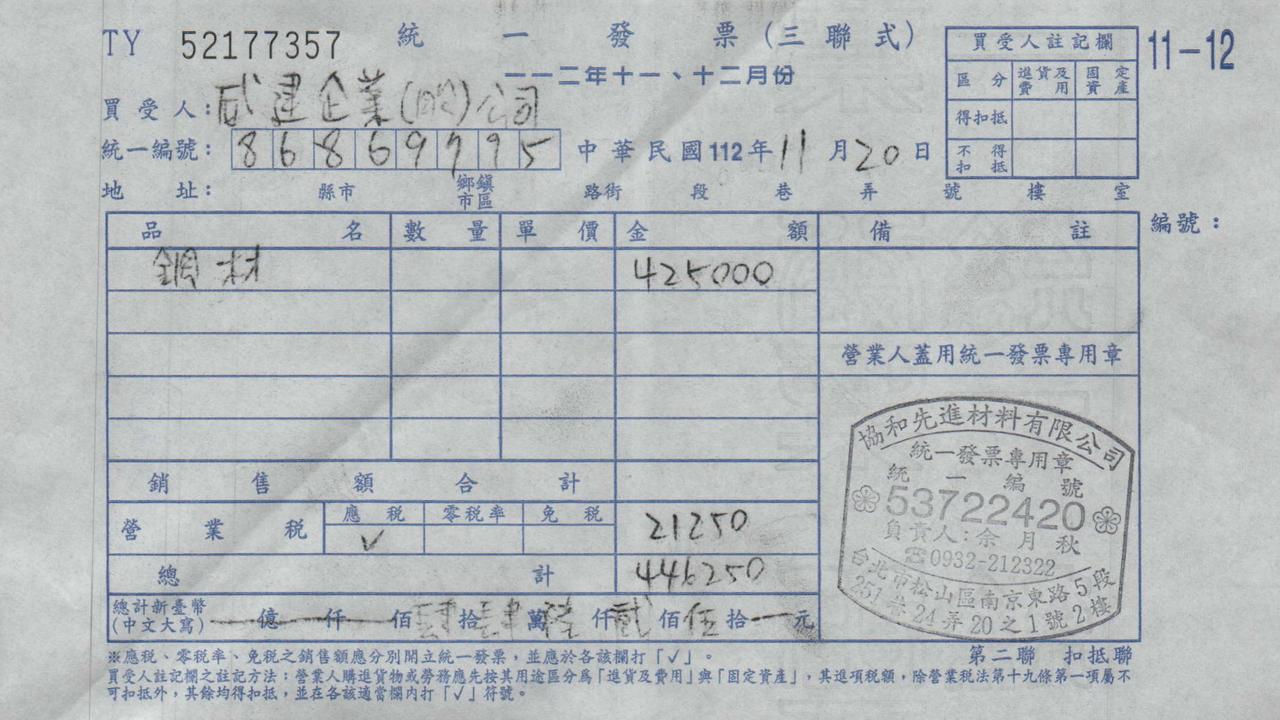 TY 52177357 統一發票(三聯式)
一一二年十一、十二月份
11-12
買受人註記欄
區分 進貨及費用 固定資產
得扣抵
不得扣抵
買受人:威建企業(股)公司
統一編號: 86869995 中華民國112年11月20日
地址: 縣市 鄉鎮市區 路街 段 巷 弄 號 樓 室
品名 數量 單價 金額 備註
編號:
鋼材 425000
營業人蓋用統一發票專用章
銷售額合計
營業稅 應稅 零稅率 免稅 21250
✓
總計 446250
總計新臺幣(中文大寫) 億 仟 佰 肆 拾 肆 萬 陸 仟 貳 佰 伍 拾 元
協和先進材料有限公司
統一發票專用章
統一編號
53722420
負責人:余月秋
☎0932-212322
台北市松山區南京東路5段
251巷24弄20之1號2樓
第二聯 扣抵聯
※應稅、零稅率、免稅之銷售額應分別開立統一發票,並應於各該欄打「✓」。
買受人註記欄之註記方法:營業人購進貨物或勞務應先按其用途區分為「進貨及費用」與「固定資產」,其進項稅額,除營業稅法第十九條第一項屬不
可扣抵外,其餘均得扣抵,並在各該適當欄內打「✓」符號。